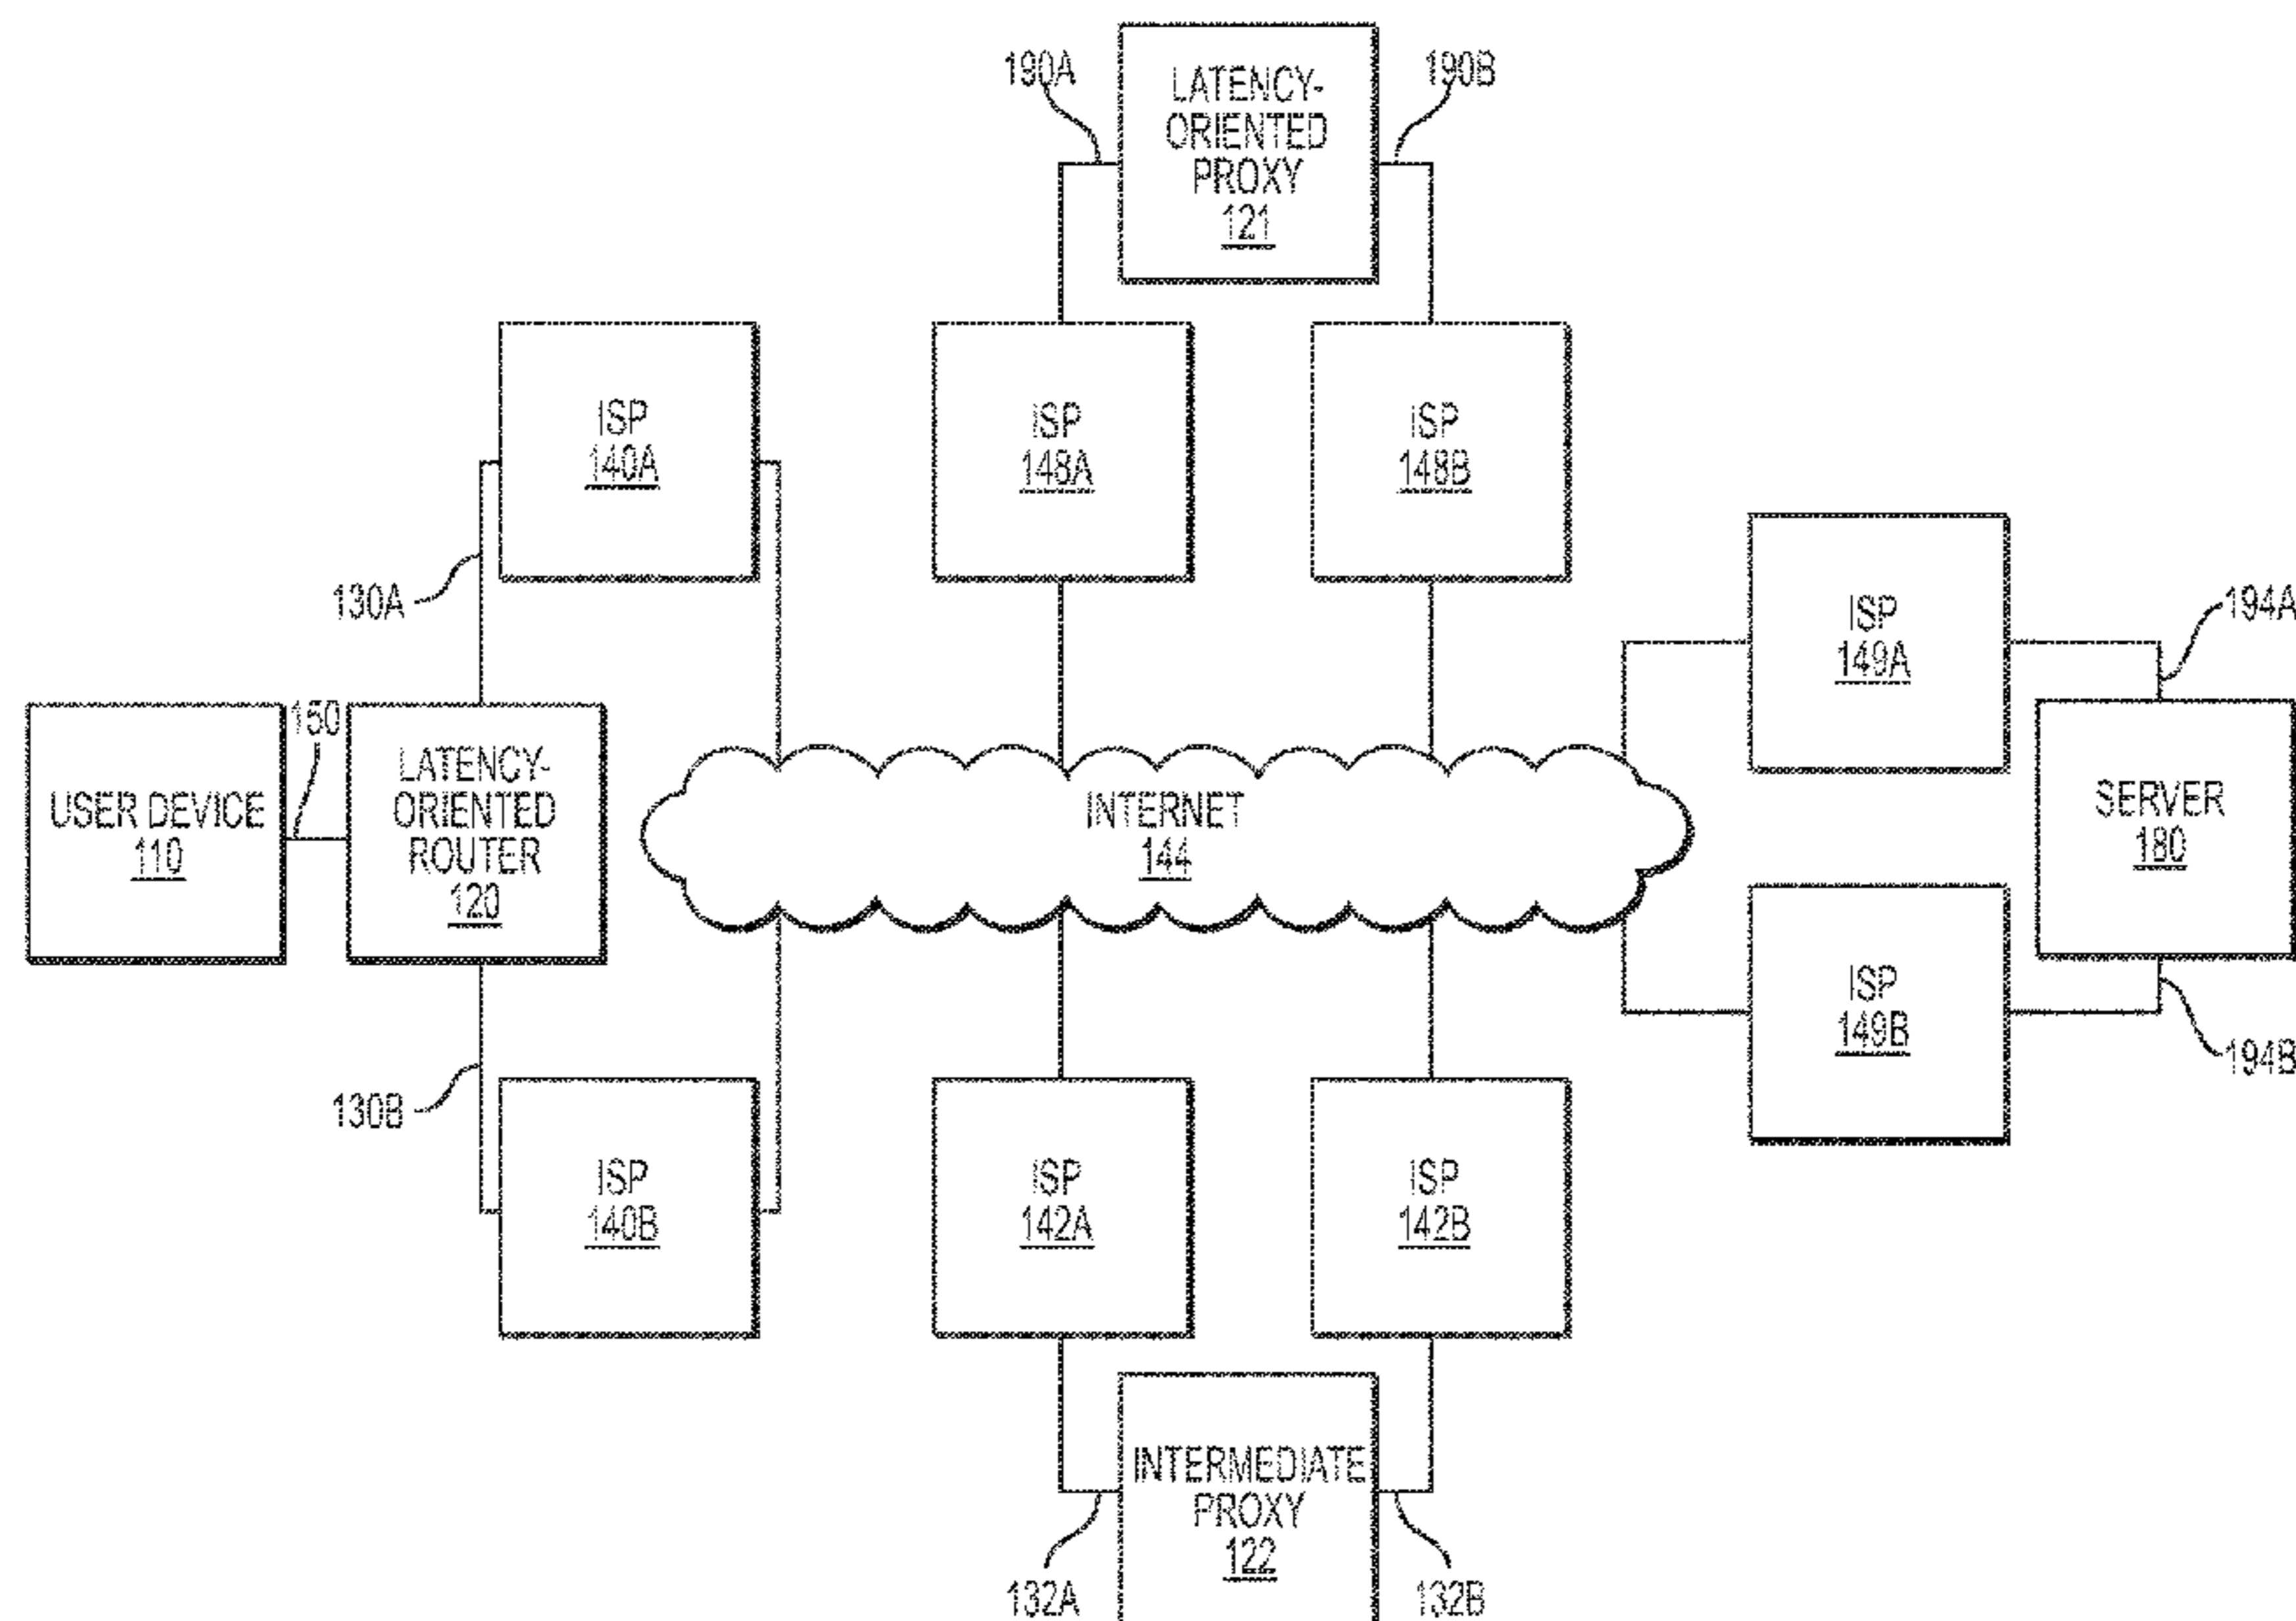 190A
LATENCY-
ORIENTED
PROXY
121
190B
ISP
140A
ISP
148A
ISP
148B
130A
ISP
149A
194A
USER DEVICE
110
150
LATENCY-
ORIENTED
ROUTER
120
INTERNET
144
SERVER
180
130B
ISP
140B
ISP
142A
ISP
142B
ISP
149B
194B
INTERMEDIATE
PROXY
122
132A
132B